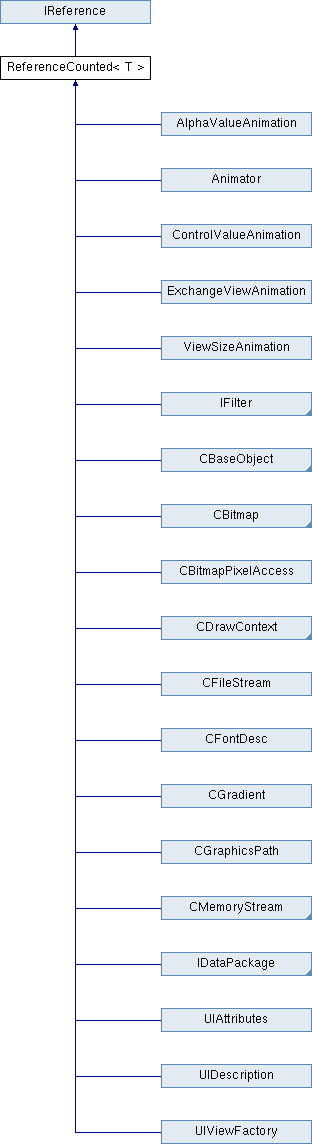 IReference
ReferenceCounted< T >
AlphaValueAnimation
Animator
ControlValueAnimation
ExchangeViewAnimation
ViewSizeAnimation
IFilter
CBaseObject
CBitmap
CBitmapPixelAccess
CDrawContext
CFileStream
CFontDesc
CGradient
CGraphicsPath
CMemoryStream
IDataPackage
UIAttributes
UIDescription
UIViewFactory